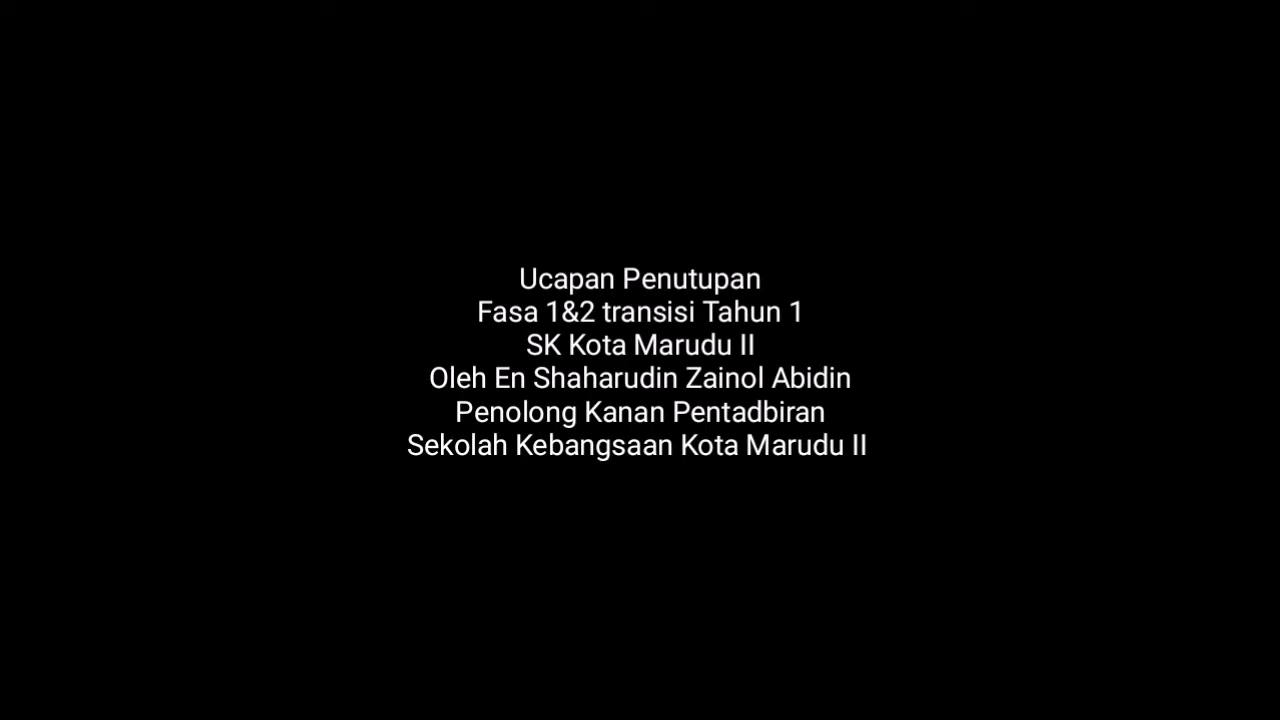 Ucapan Penutupan
Fasa 1&2 transisi Tahun 1
SK Kota Marudu II
Oleh En Shaharudin Zainol Abidin
Penolong Kanan Pentadbiran
Sekolah Kebangsaan Kota Marudu II